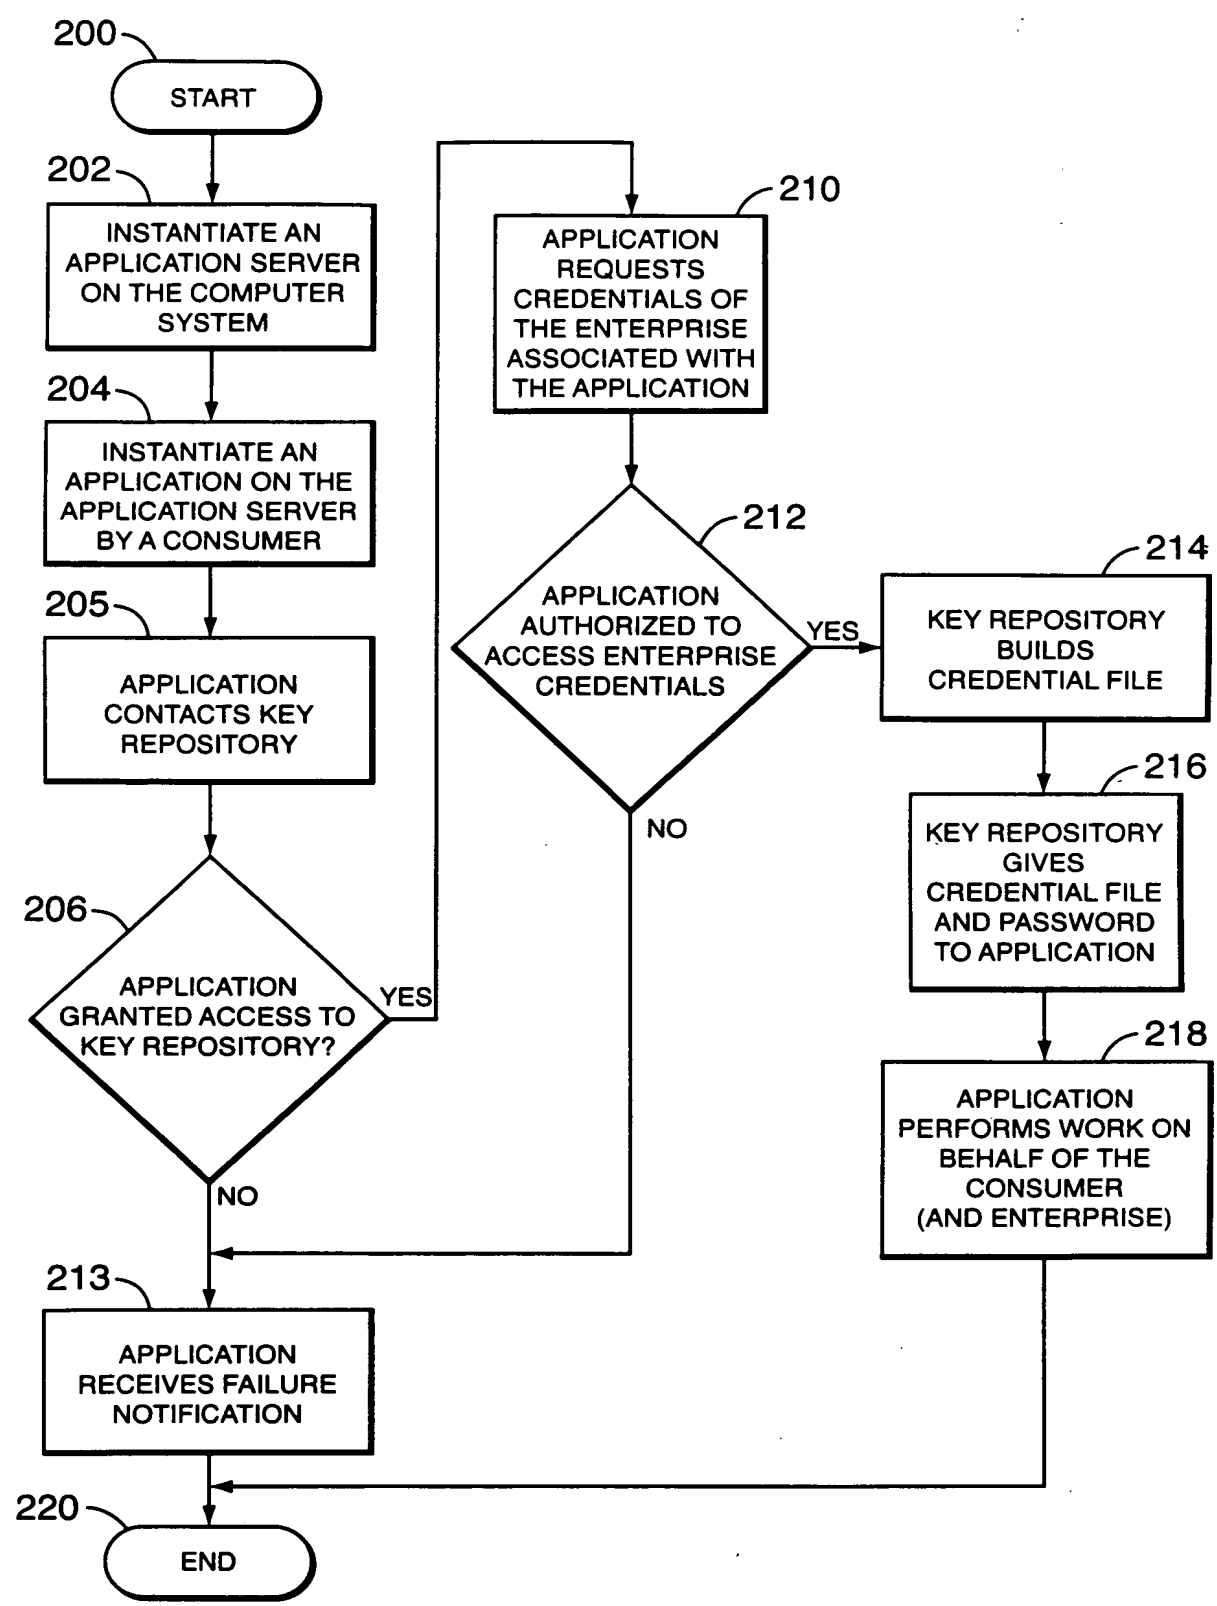 200
START
202
INSTANTIATE AN
APPLICATION SERVER
ON THE COMPUTER
SYSTEM
204
INSTANTIATE AN
APPLICATION ON THE
APPLICATION SERVER
BY A CONSUMER
205
APPLICATION
CONTACTS KEY
REPOSITORY
206
APPLICATION
GRANTED ACCESS TO
KEY REPOSITORY?
YES
NO
210
APPLICATION
REQUESTS
CREDENTIALS OF
THE ENTERPRISE
ASSOCIATED WITH
THE APPLICATION
212
APPLICATION
AUTHORIZED TO
ACCESS ENTERPRISE
CREDENTIALS
YES
NO
213
APPLICATION
RECEIVES FAILURE
NOTIFICATION
214
KEY REPOSITORY
BUILDS
CREDENTIAL FILE
216
KEY REPOSITORY
GIVES
CREDENTIAL FILE
AND PASSWORD
TO APPLICATION
218
APPLICATION
PERFORMS WORK ON
BEHALF OF THE
CONSUMER
(AND ENTERPRISE)
220
END